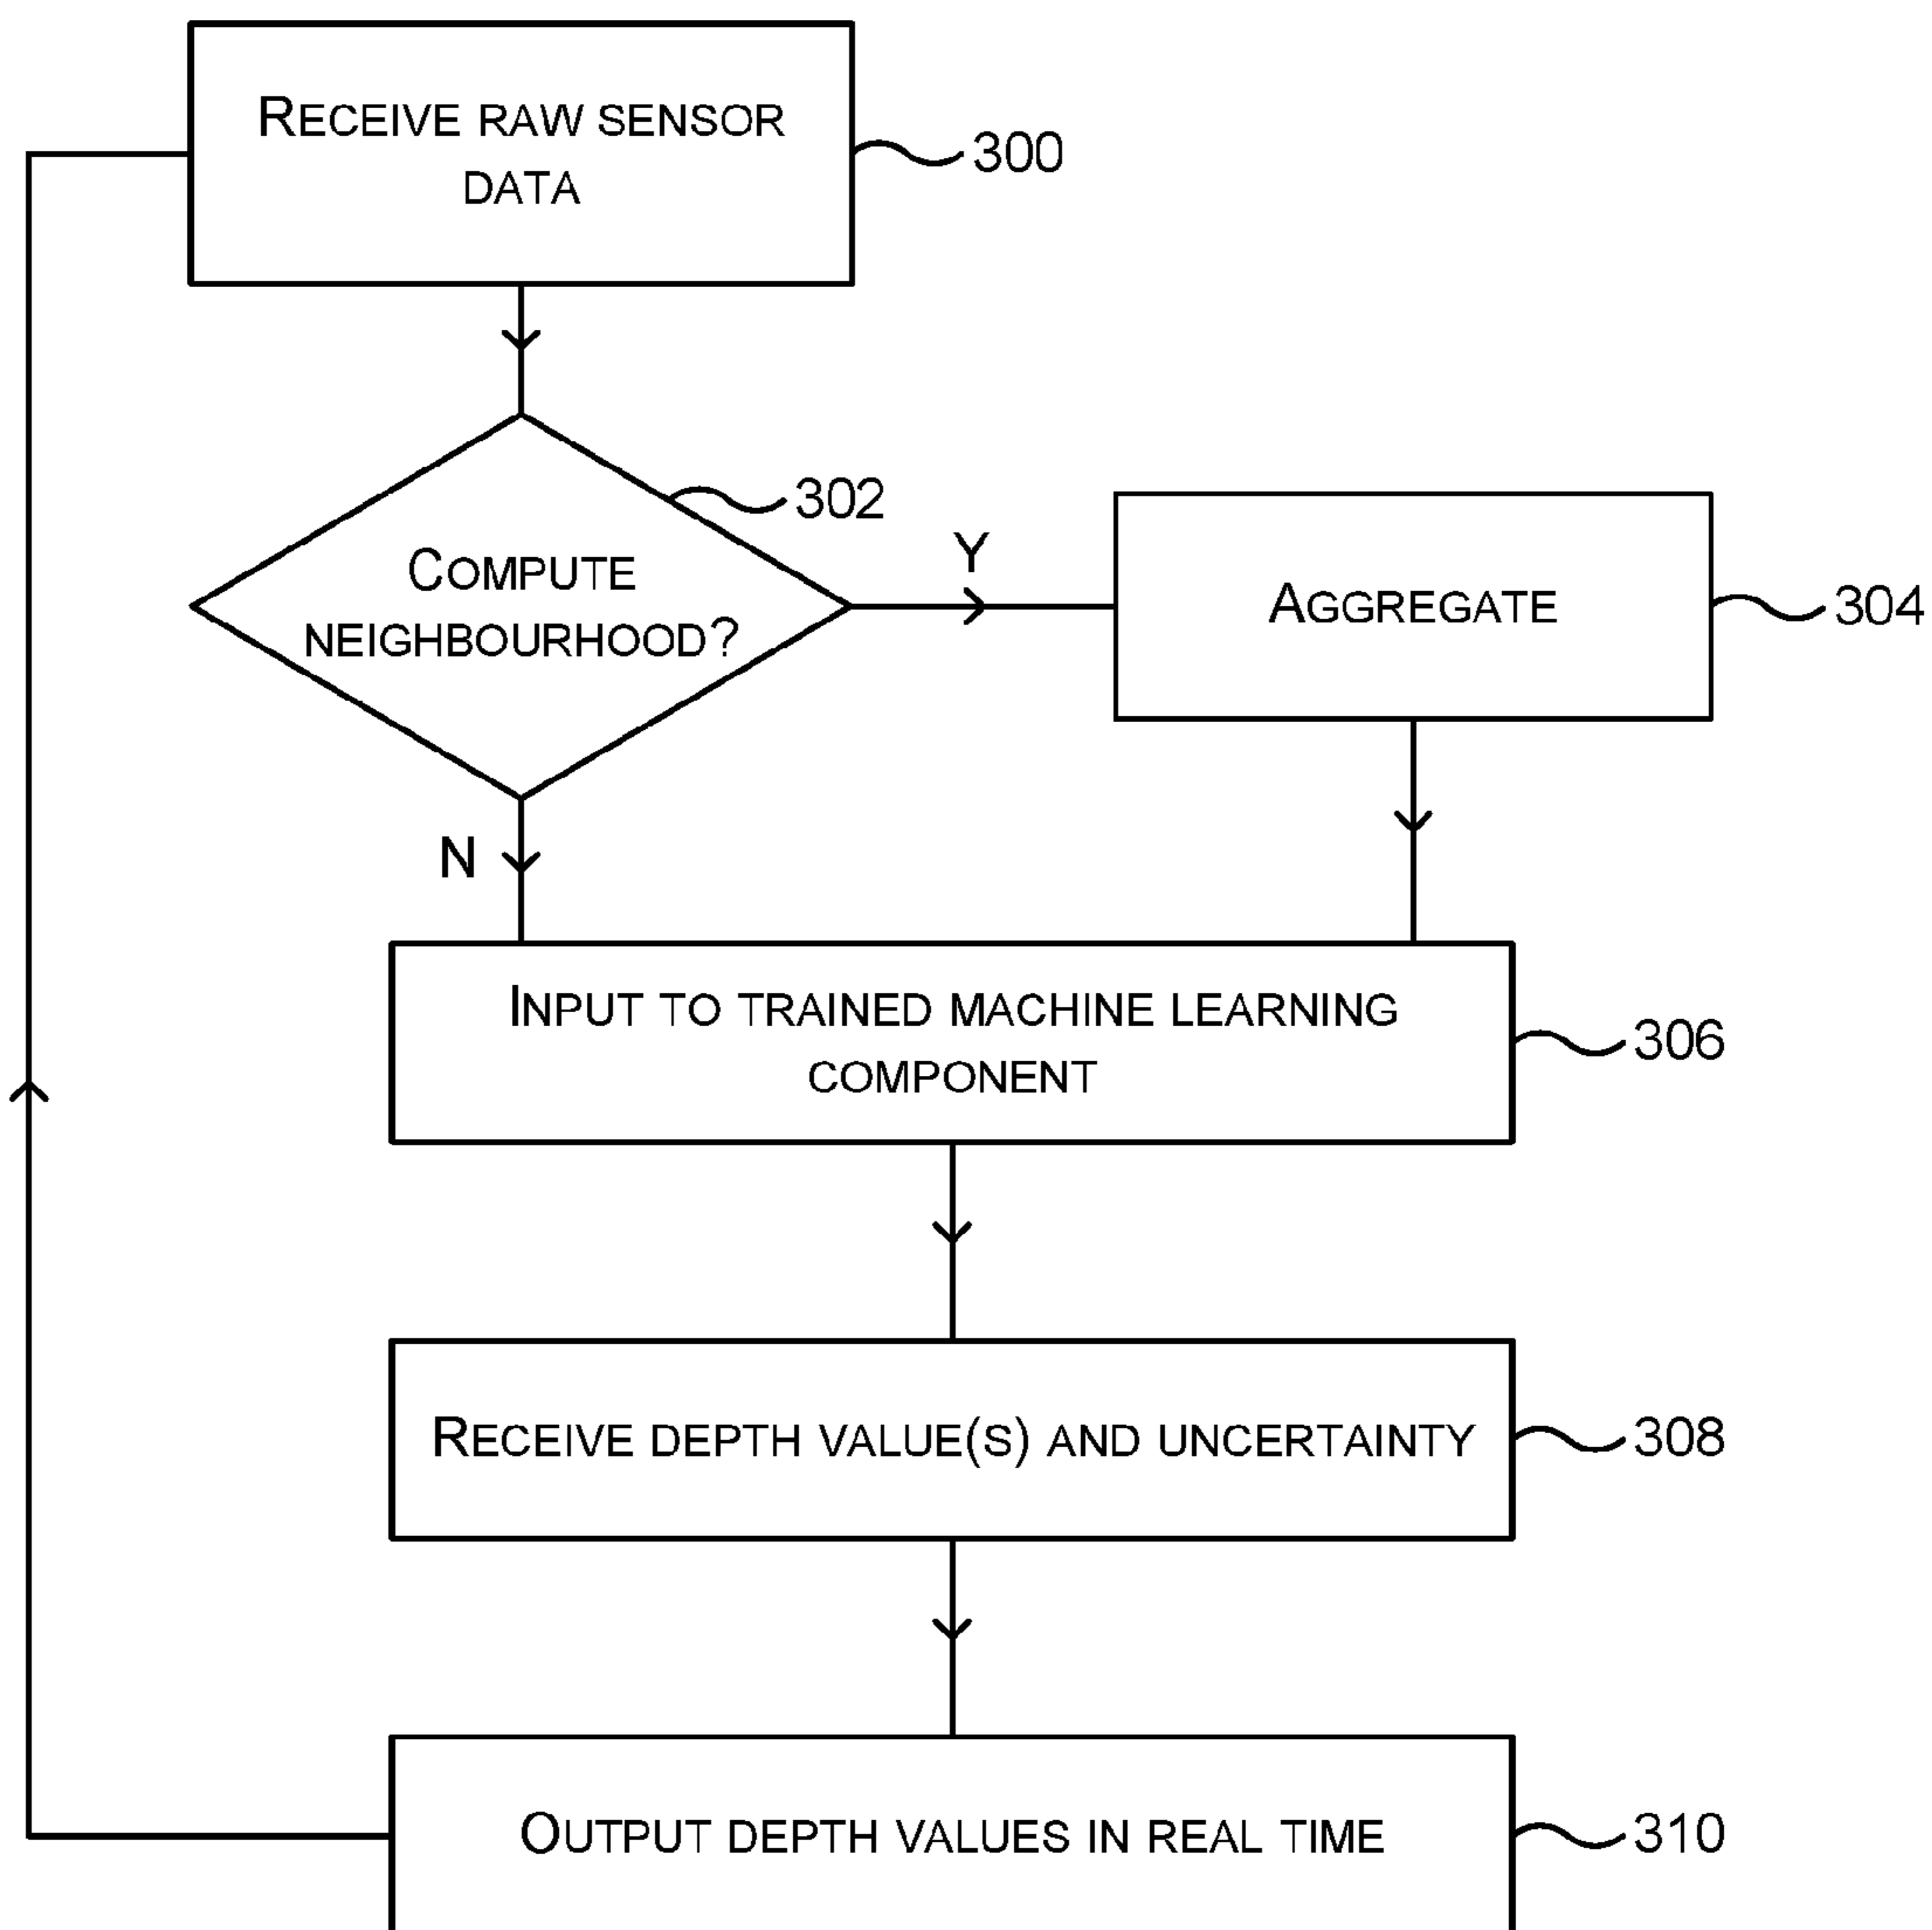 RECEIVE RAW SENSOR
DATA
300
302
COMPUTE
NEIGHBOURHOOD?
Y
AGGREGATE
304
N
INPUT TO TRAINED MACHINE LEARNING
COMPONENT
306
RECEIVE DEPTH VALUE(S) AND UNCERTAINTY
308
OUTPUT DEPTH VALUES IN REAL TIME
310